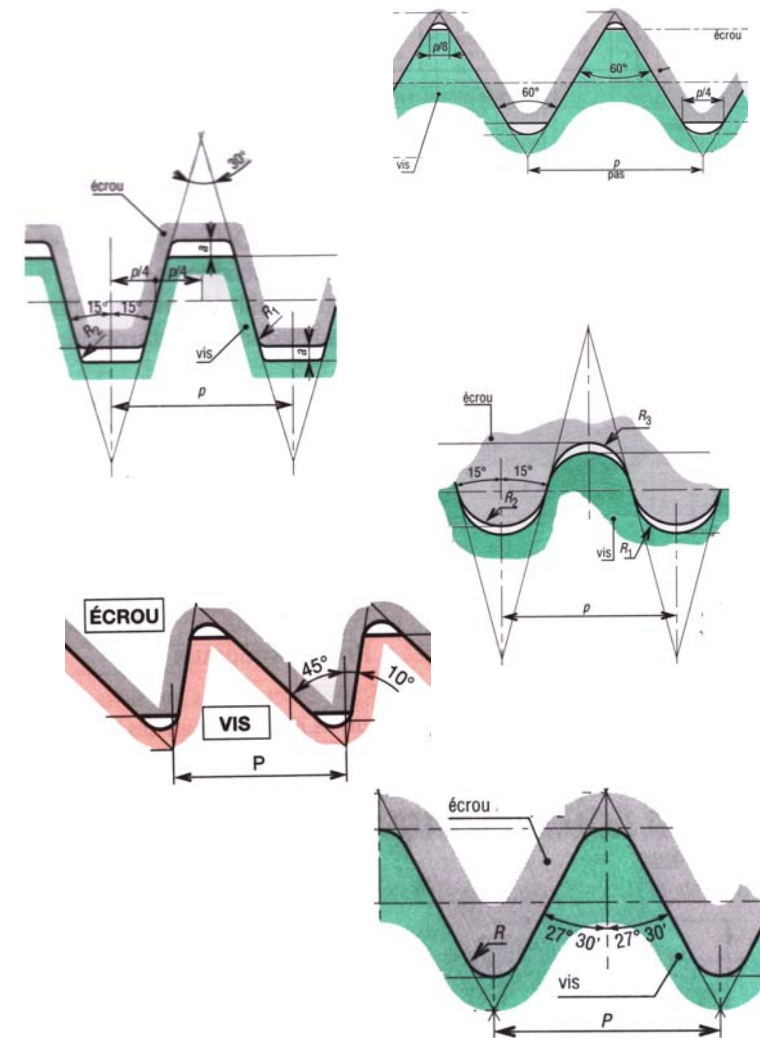 p/8
écrou
60°
60°
p/4
vis
p
pas
30°
écrou
a
p/4
p/4
15°
15°
R2
R1
vis
a
p
écrou
R3
15°
15°
R2
vis
R1
p
ÉCROU
45°
10°
VIS
P
écrou
27° 30'
27° 30'
R
vis
P